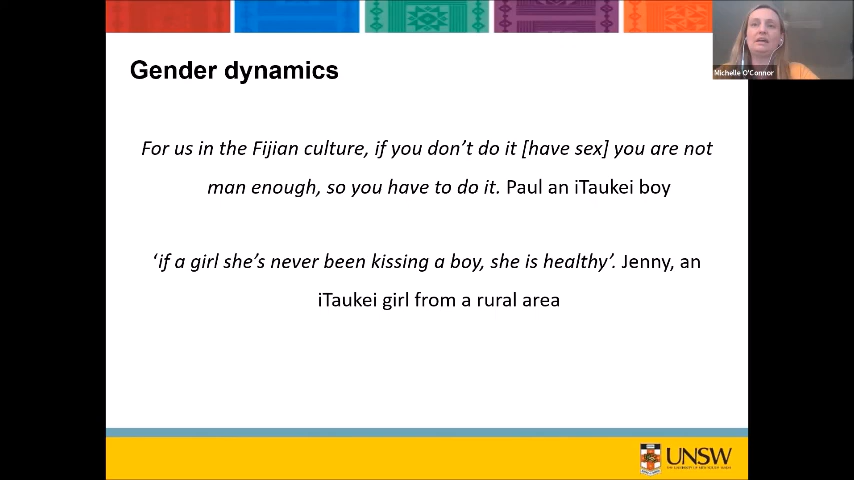 Michelle O'Connor
Gender dynamics
For us in the Fijian culture, if you don't do it [have sex] you are not
man enough, so you have to do it. Paul an iTaukei boy
‘if a girl she's never been kissing a boy, she is healthy’. Jenny, an
iTaukei girl from a rural area
UNSW